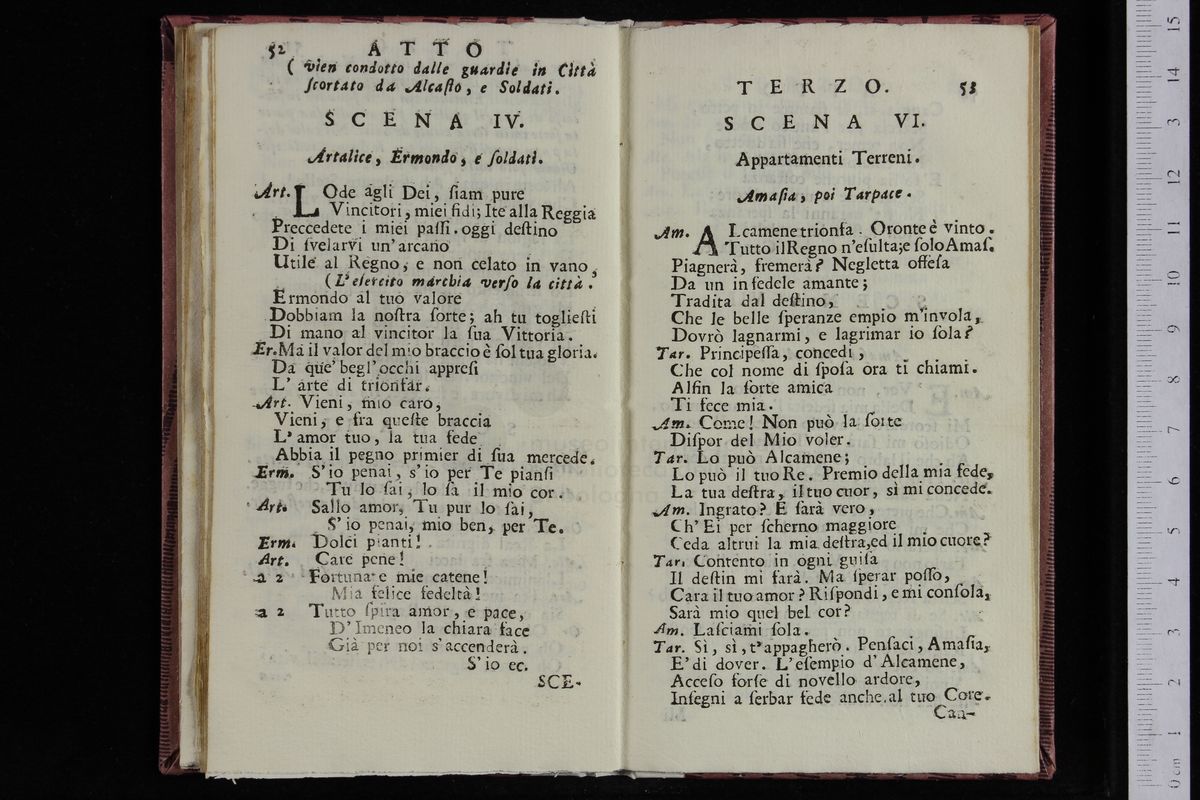 52 ATTO
( vien condotto dalle guardie in Città
ſcortato da Alcaſto, e Soldati.
SCENA IV.
Artalice, Ermondo, e ſoldati.
Art. LOde agli Dei, ſiam pure
Vincitori, miei fidi; Ite alla Reggia
Preccedete i miei paſſi. oggi deſtino
Di ſvelarvi un'arcano
Utile al Regno, e non celato in vano,
(L'eſercito marchia verſo la città.
Ermondo al tuo valore
Dobbiam la noſtra ſorte; ah tu toglieſti
Di mano al vincitor la ſua Vittoria.
Er. Ma il valor del mio braccio è ſol tua gloria.
Da que' begl'occhi appreſi
L' arte di trionfar.
Art. Vieni, mio caro,
Vieni, e fra queſte braccia
L'amor tuo, la tua fede
Abbia il pegno primier di ſua mercede.
Erm. S'io penai, s'io per Te pianſi
Tu lo ſai, lo ſa il mio cor.
Art. Sallo amor, Tu pur lo ſai,
S'io penai, mio ben, per Te.
Erm. Dolci pianti!
Art. Care pene!
a 2 Fortunate mie catene!
Mia felice fedeltà!
a 2 Tutto ſpira amor, e pace,
D'Imeneo la chiara face
Già per noi s'accenderà.
S'io ec.
SCE-
TERZO. 53
SCENA VI.
Appartamenti Terreni.
Amaſia, poi Tarpace.
Am. ALcamene trionfa. Oronte è vinto.
Tutto il Regno n'eſulta; e ſolo Amaſ.
Piagnerà, fremerà? Negletta offeſa
Da un infedele amante;
Tradita dal deſtino,
Che le belle ſperanze empio m'invola,
Dovrò lagnarmi, e lagrimar io ſola?
Tar. Principeſſa, concedi,
Che col nome di ſpoſa ora ti chiami.
Alfin la ſorte amica
Ti fece mia.
Am. Come! Non può la ſorte
Diſpor del Mio voler.
Tar. Lo può Alcamene;
Lo può il tuo Re. Premio della mia fede,
La tua deſtra, il tuo cuor, sì mi concede.
Am. Ingrato? E ſarà vero,
Ch'Ei per ſcherno maggiore
Ceda altrui la mia deſtra, ed il mio cuore?
Tar. Contento in ogni guiſa
Il deſtin mi farà. Ma ſperar poſſo,
Cara il tuo amor? Riſpondi, e mi conſola,
Sarà mio quel bel cor?
Am. Laſciami ſola.
Tar. Sì, sì, t'appagherò. Penſaci, Amaſia,
E' di dover. L'eſempio d'Alcamene,
Acceſo forſe di novello ardore,
Inſegni a ſerbar fede anche al tuo Core.
Can-